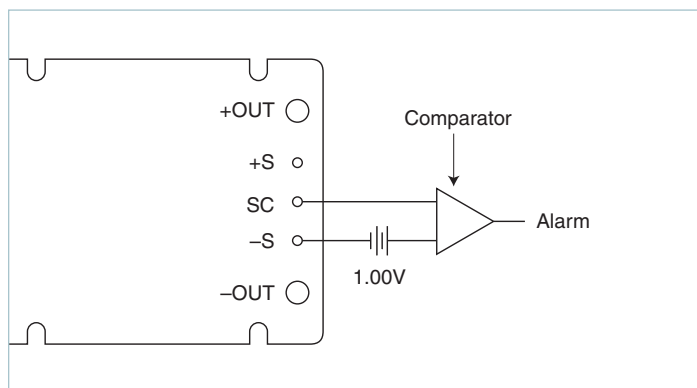 +OUT
Comparator
+S
SC
Alarm
–S
1.00V
–OUT